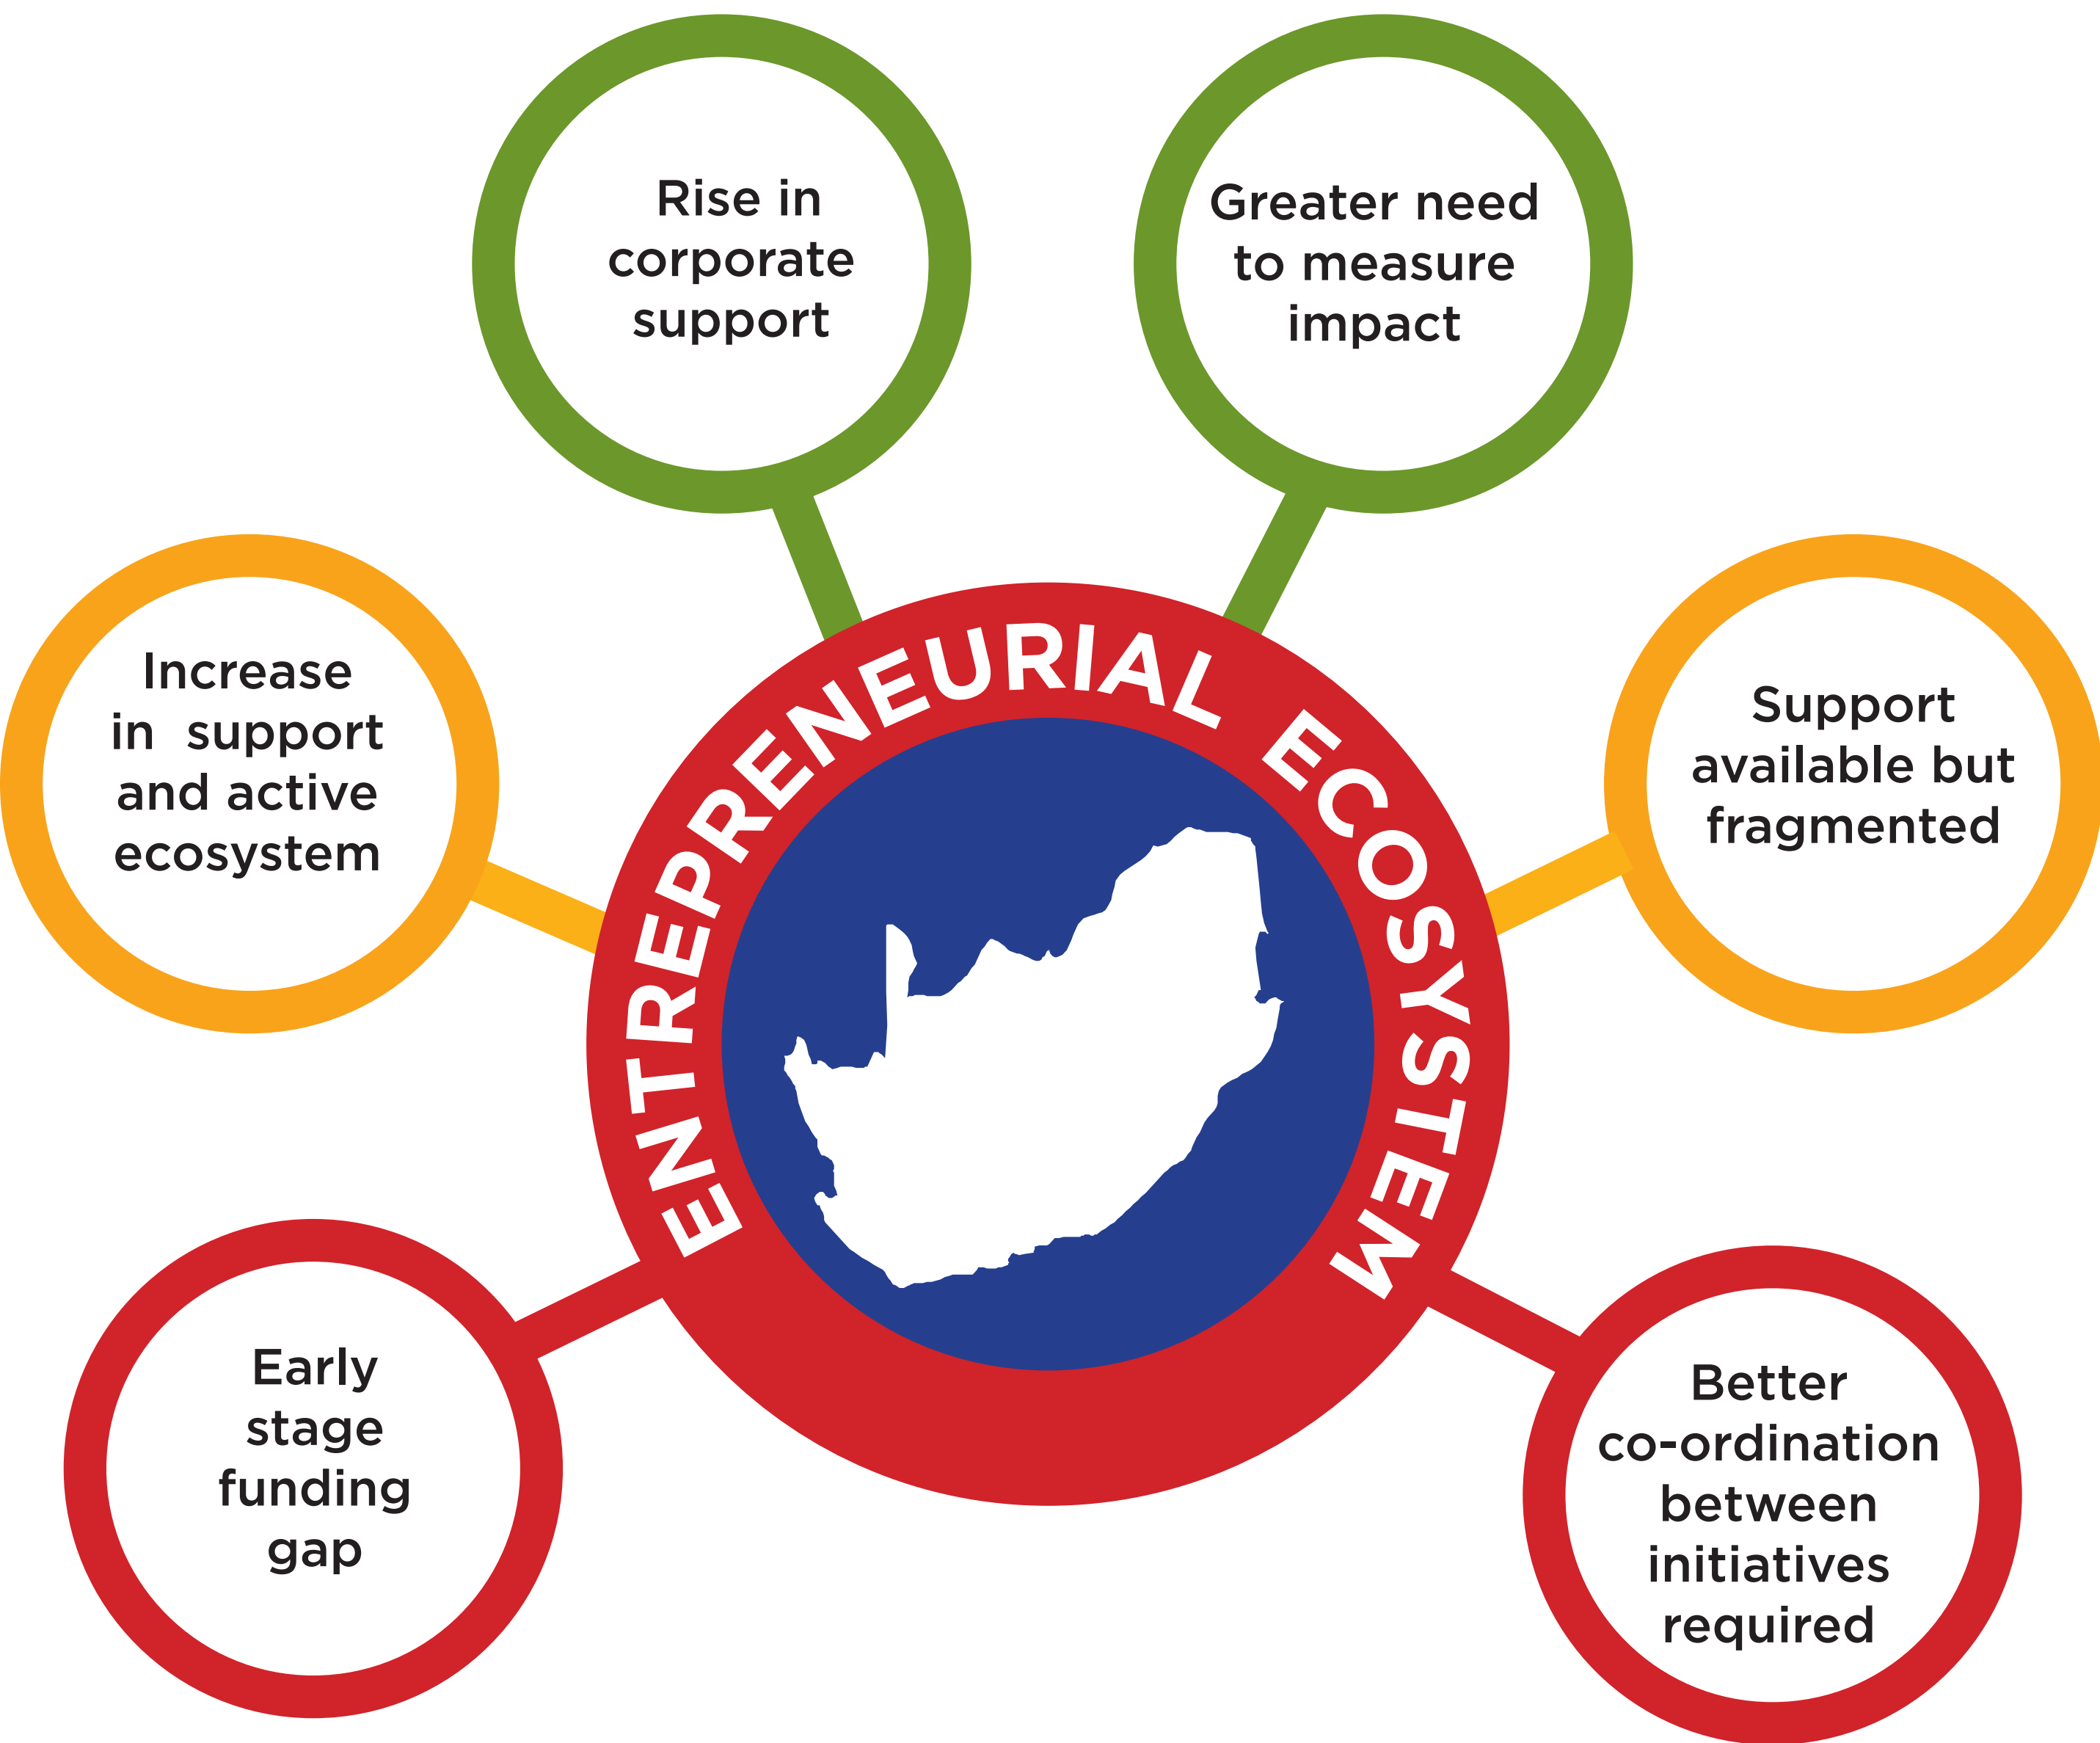 Rise in
corporate
support
Greater need
to measure
impact
Increase
in support
and active
ecosystem
Support
available but
fragmented
ENTREPRENEURIAL ECOSYSTEM
Early
stage
funding
gap
Better
co-ordination
between
initiatives
required